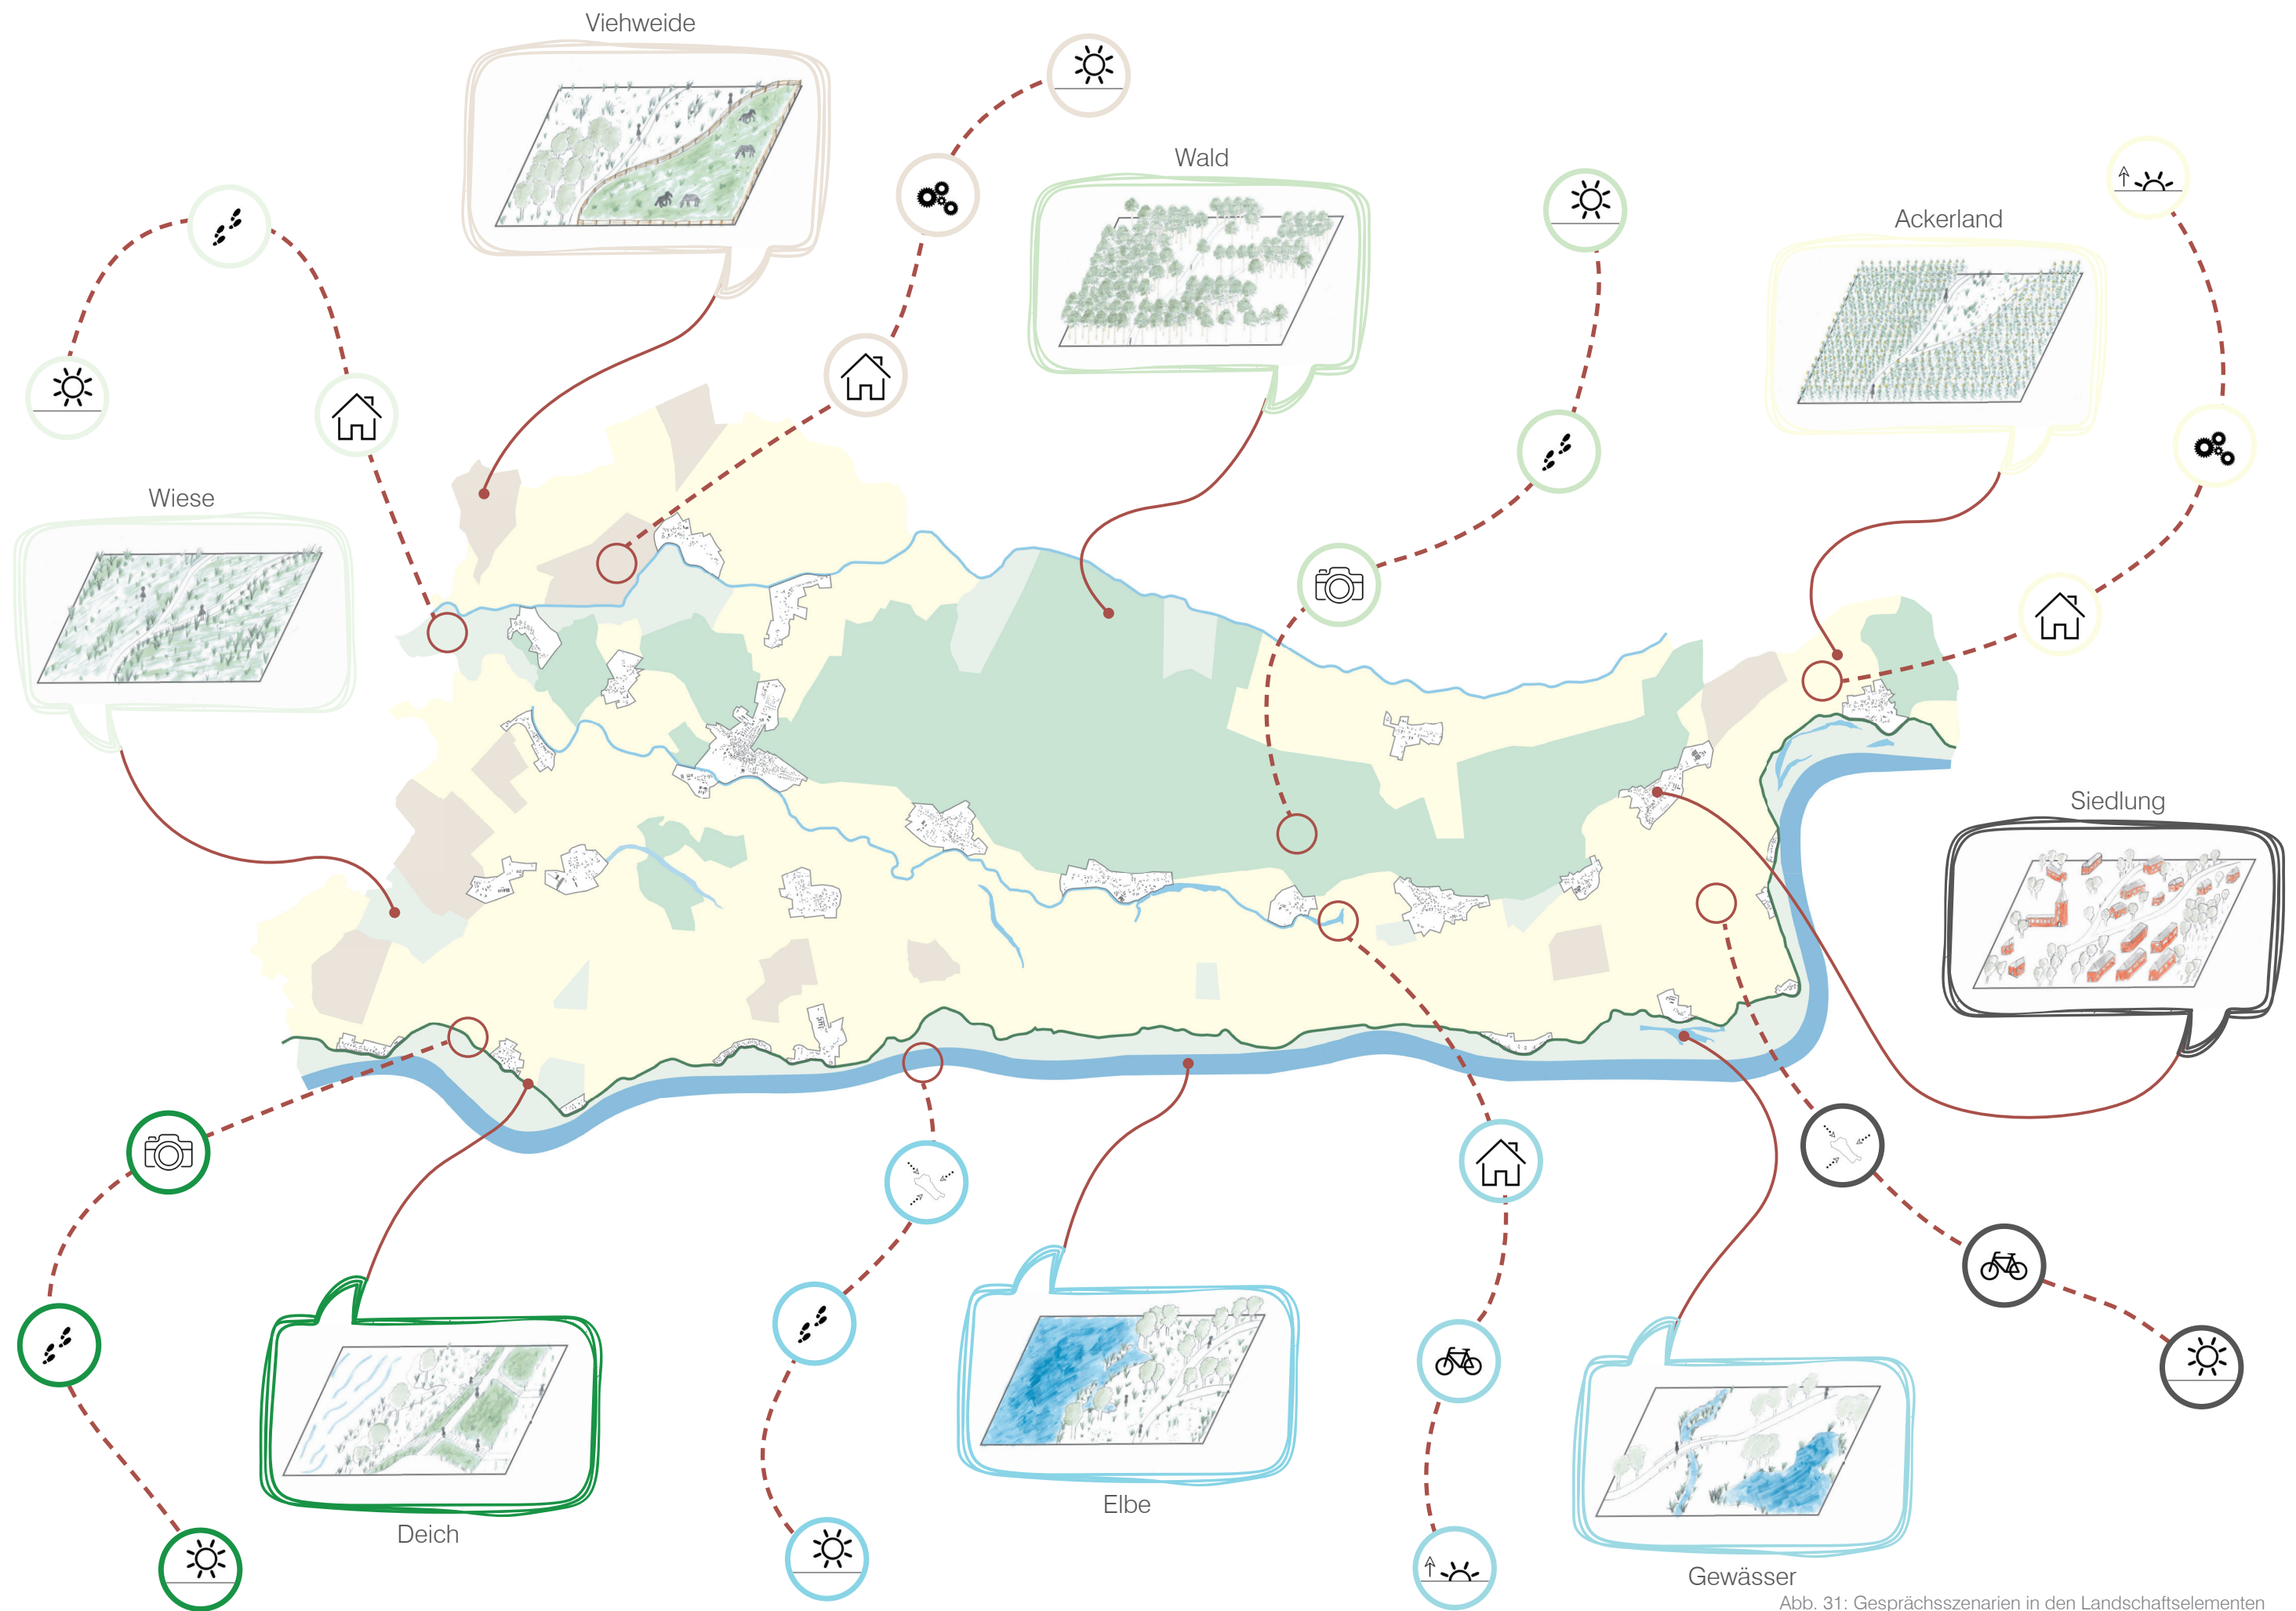 Viehweide
Wald
Ackerland
Wiese
Siedlung
Elbe
Deich
Gewässer
Abb. 31: Gesprächsszenarien in den Landschaftselementen